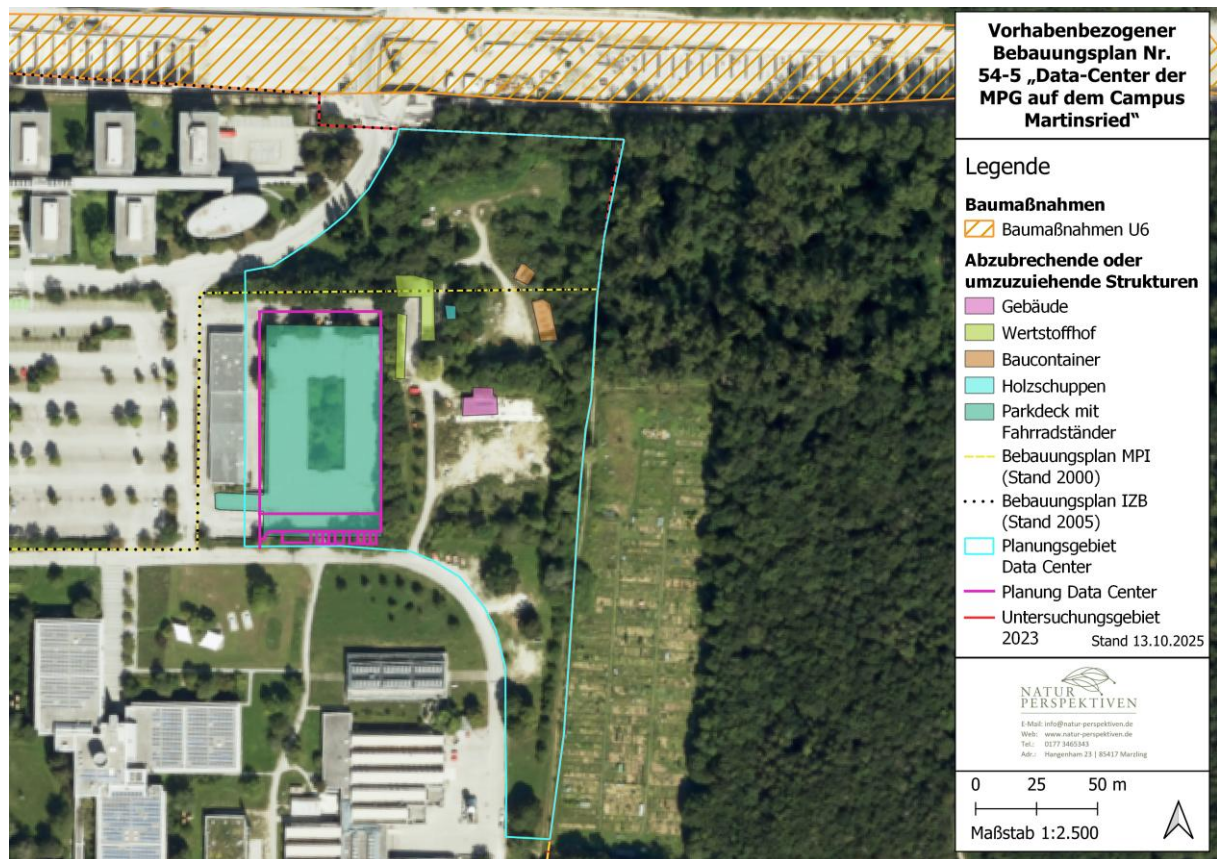 Vorhabenbezogener
Bebauungsplan Nr.
54-5 „Data-Center der
MPG auf dem Campus
Martinsried“
Legende
Baumaßnahmen
Baumaßnahmen U6
Abzubrechende oder
umzuziehende Strukturen
Gebäude
Wertstoffhof
Baucontainer
Holzschuppen
Parkdeck mit
Fahrradständer
Bebauungsplan MPI
(Stand 2000)
Bebauungsplan IZB
(Stand 2005)
Planungsgebiet
Data Center
Planung Data Center
Untersuchungsgebiet
2023 Stand 13.10.2025
NATUR
PERSPEKTIVEN
E-Mail: info@natur-perspektiven.de
Web: www.natur-perspektiven.de
Tel.: 0177 3465343
Adr.: Hangenham 23 | 85417 Marzling
0 25 50 m
Maßstab 1:2.500